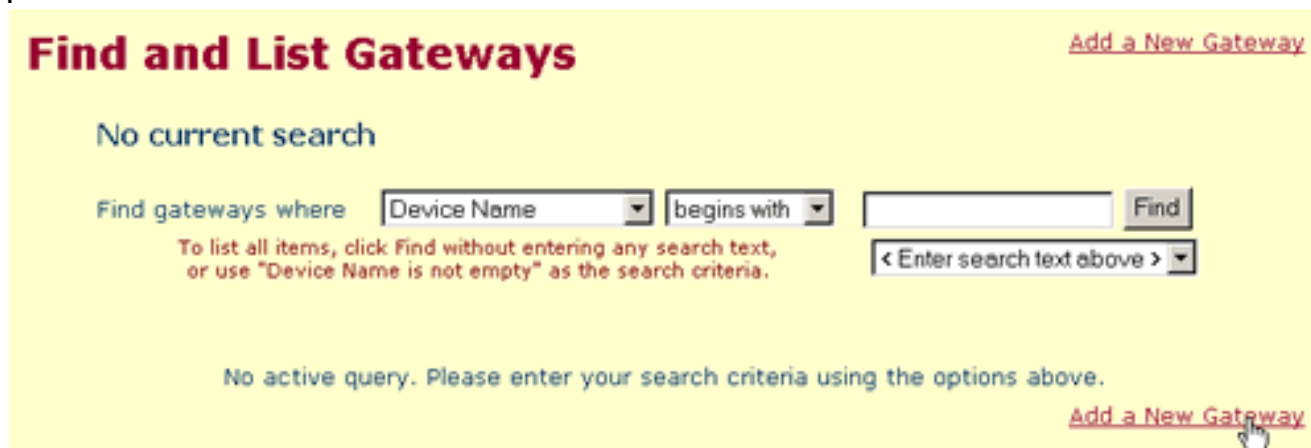 Find and List Gateways
Add a New Gateway
No current search
Find gateways where Device Name begins with Find
To list all items, click Find without entering any search text,
or use "Device Name is not empty" as the search criteria.
< Enter search text above >
No active query. Please enter your search criteria using the options above.
Add a New Gateway